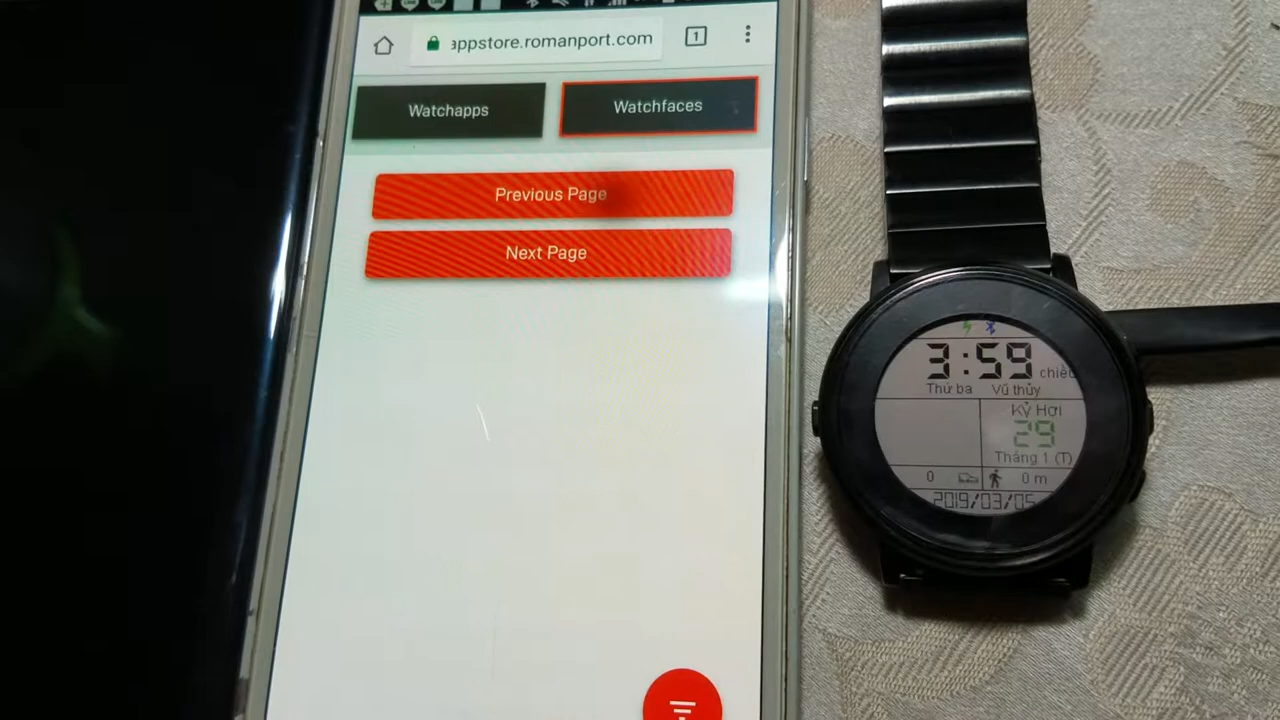 1
appstore.romanport.com
Watchapps
Watchfaces
Previous Page
Next Page
3:59 chiều
Thứ ba Vũ thủy
Kỷ Hợi
29
Tháng 1 (T)
0
0 m
2019/03/05